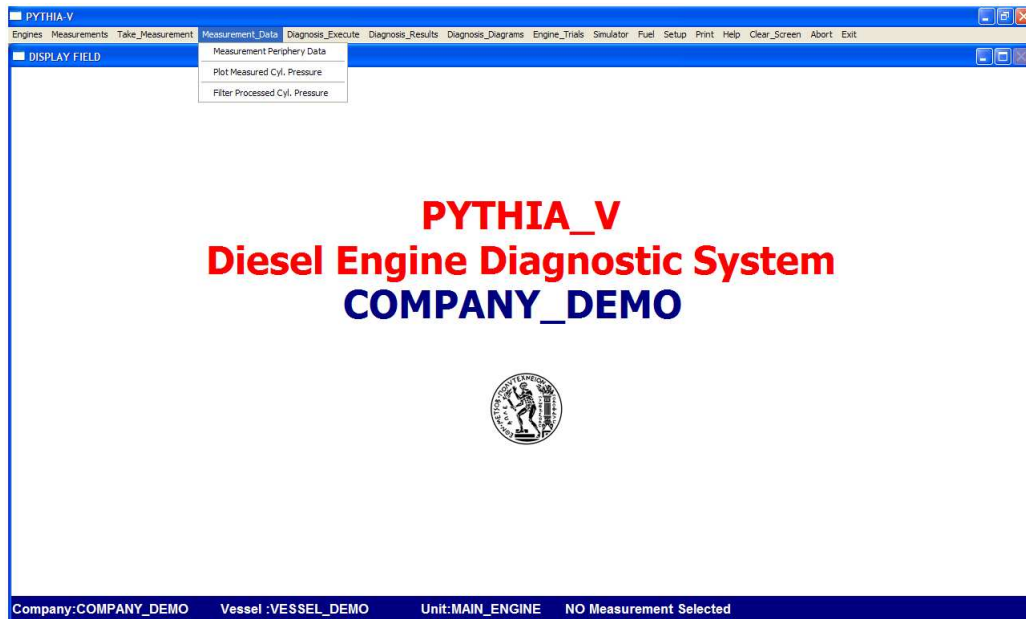 PYTHIA-V
Engines Measurements Take_Measurement Measurement_Data Diagnosis_Execute Diagnosis_Results Diagnosis_Diagrams Engine_Trials Simulator Fuel Setup Print Help Clear_Screen Abort Exit
DISPLAY FIELD
Measurement Periphery Data
Plot Measured Cyl. Pressure
Filter Processed Cyl. Pressure
PYTHIA_V
Diesel Engine Diagnostic System
COMPANY_DEMO
Company:COMPANY_DEMO Vessel :VESSEL_DEMO Unit:MAIN_ENGINE NO Measurement Selected